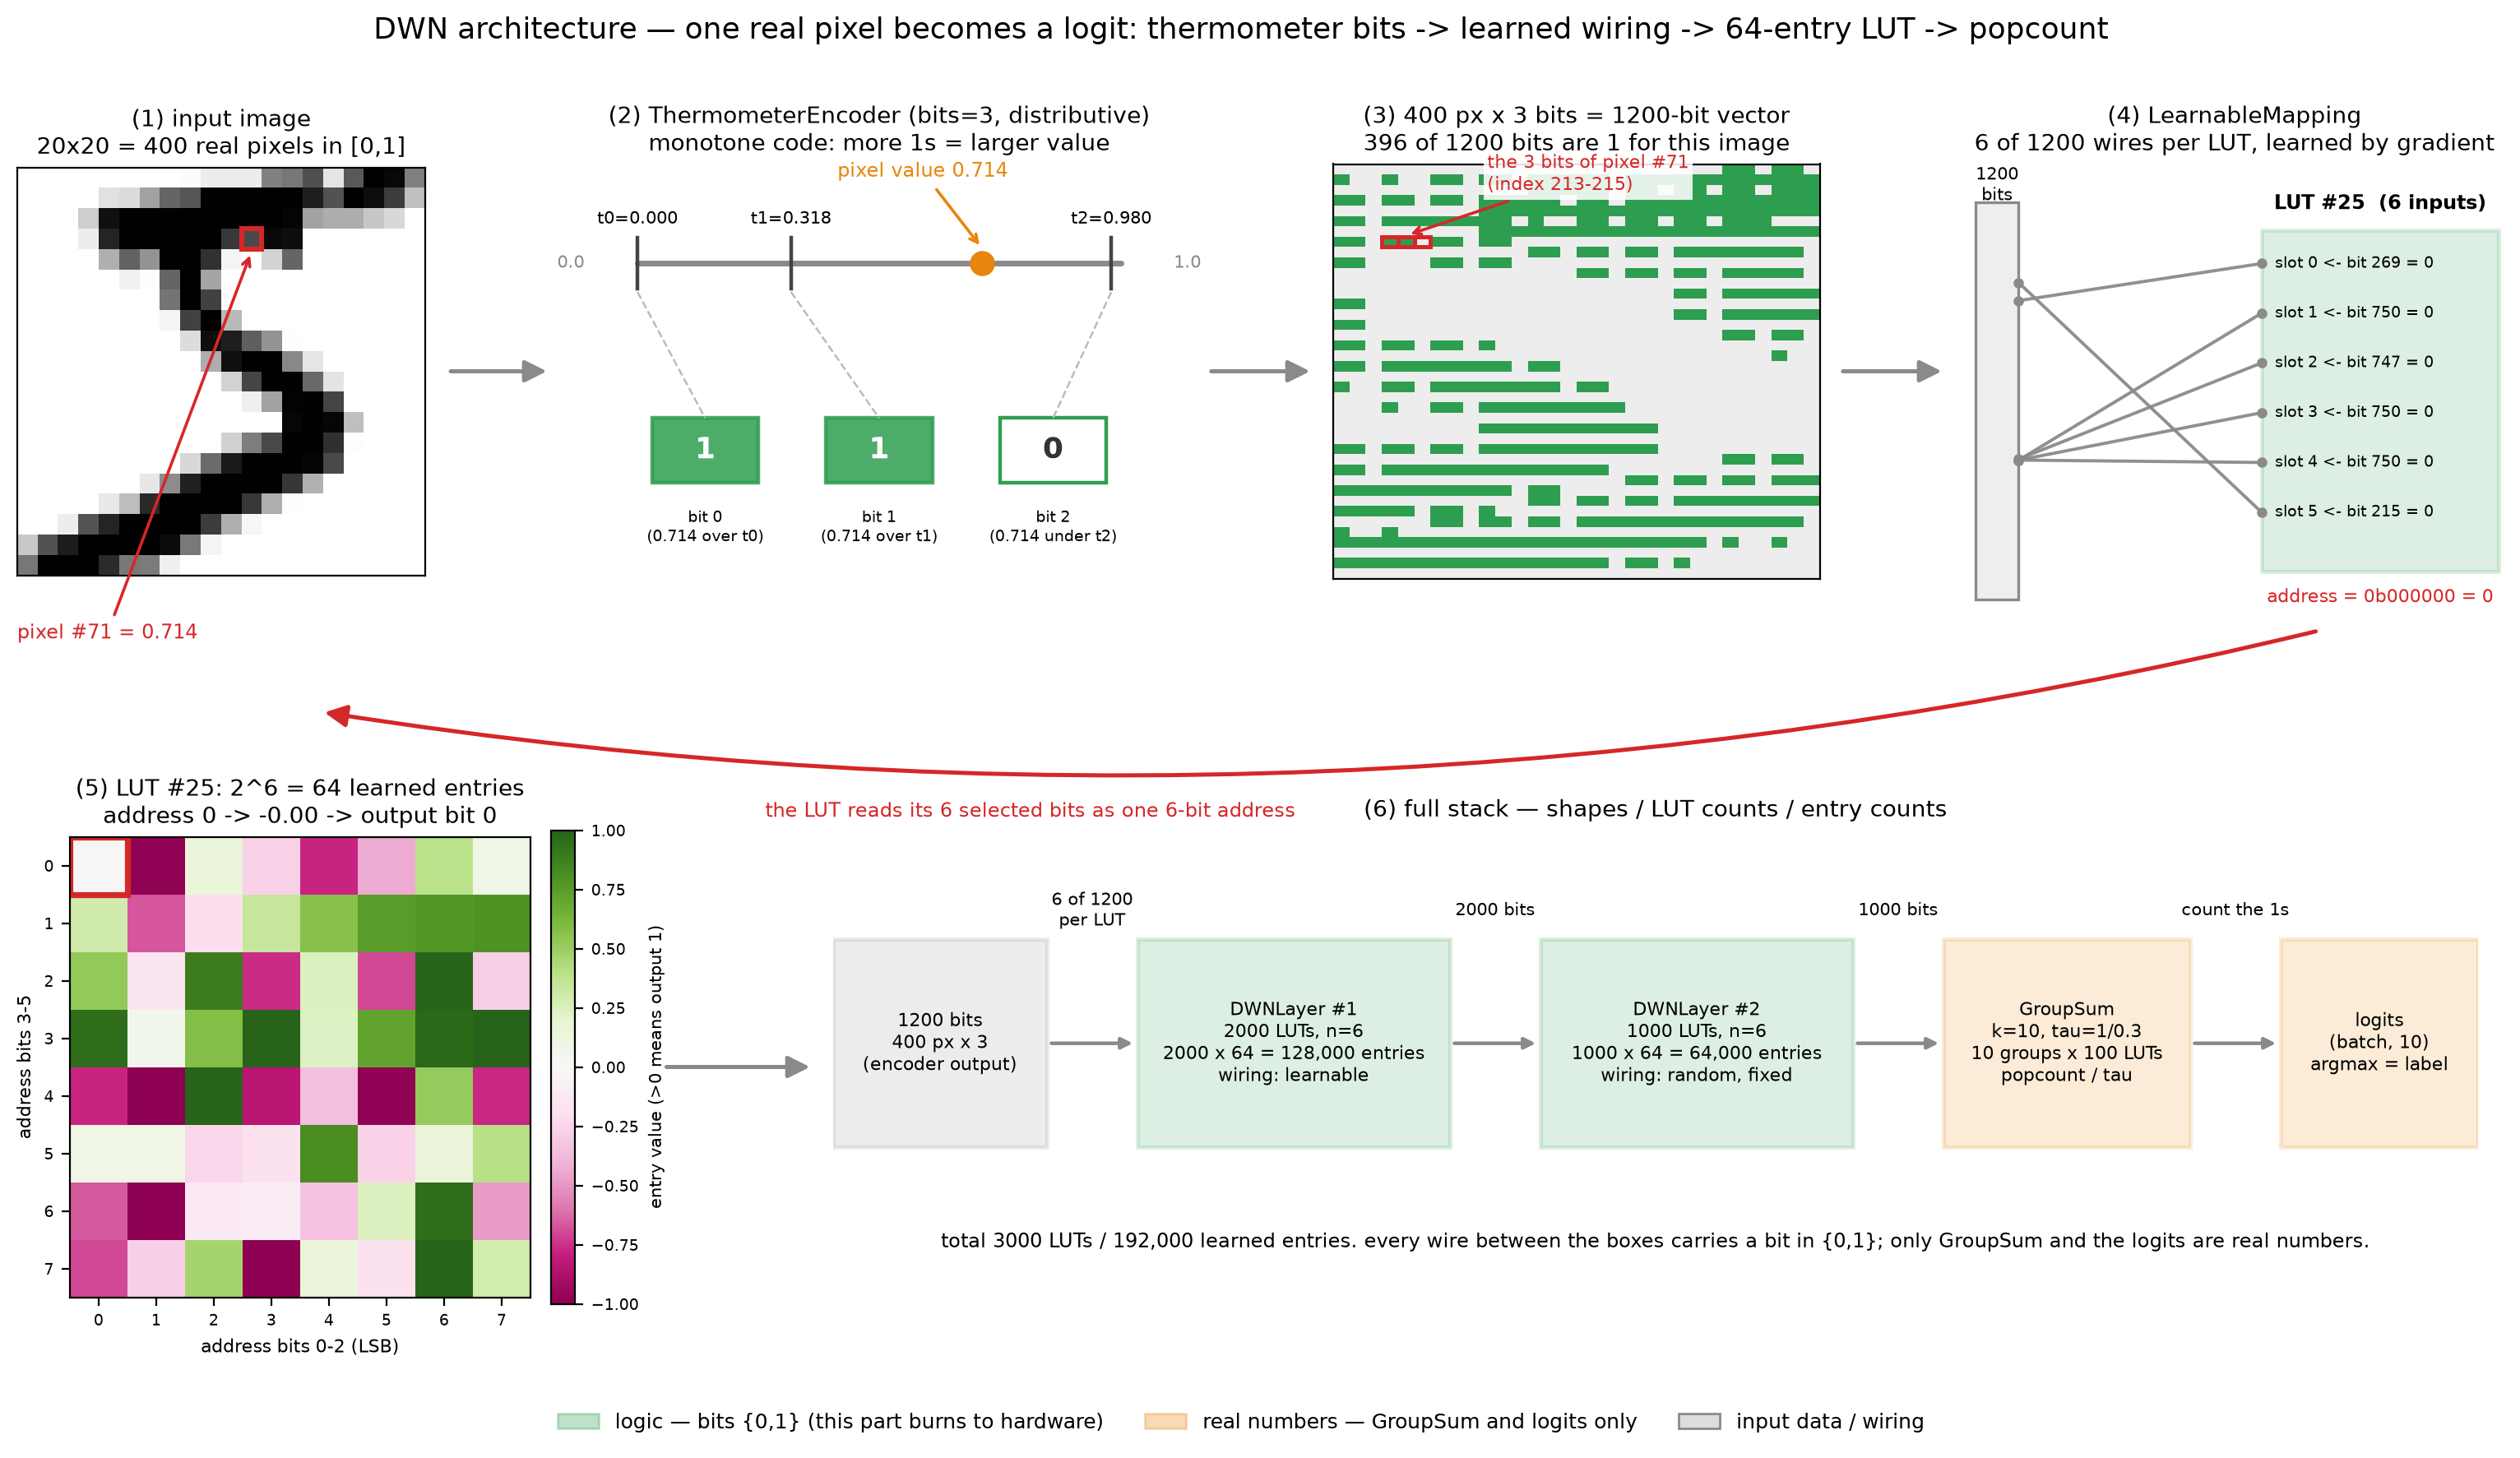 DWN architecture — one real pixel becomes a logit: thermometer bits -> learned wiring -> 64-entry LUT -> popcount
(1) input image
20x20 = 400 real pixels in [0,1]
pixel #71 = 0.714
(2) ThermometerEncoder (bits=3, distributive)
monotone code: more 1s = larger value
pixel value 0.714
t0=0.000
t1=0.318
t2=0.980
0.0
1.0
1
1
0
bit 0
(0.714 over t0)
bit 1
(0.714 over t1)
bit 2
(0.714 under t2)
(3) 400 px x 3 bits = 1200-bit vector
396 of 1200 bits are 1 for this image
the 3 bits of pixel #71
(index 213-215)
(4) LearnableMapping
6 of 1200 wires per LUT, learned by gradient
1200
bits
LUT #25  (6 inputs)
slot 0 <- bit 269 = 0
slot 1 <- bit 750 = 0
slot 2 <- bit 747 = 0
slot 3 <- bit 750 = 0
slot 4 <- bit 750 = 0
slot 5 <- bit 215 = 0
address = 0b000000 = 0
the LUT reads its 6 selected bits as one 6-bit address
(5) LUT #25: 2^6 = 64 learned entries
address 0 -> -0.00 -> output bit 0
address bits 3-5
0
1
2
3
4
5
6
7
0
1
2
3
4
5
6
7
address bits 0-2 (LSB)
1.00
0.75
0.50
0.25
0.00
−0.25
−0.50
−0.75
−1.00
entry value (>0 means output 1)
(6) full stack — shapes / LUT counts / entry counts
6 of 1200
per LUT
2000 bits
1000 bits
count the 1s
1200 bits
400 px x 3
(encoder output)
DWNLayer #1
2000 LUTs, n=6
2000 x 64 = 128,000 entries
wiring: learnable
DWNLayer #2
1000 LUTs, n=6
1000 x 64 = 64,000 entries
wiring: random, fixed
GroupSum
k=10, tau=1/0.3
10 groups x 100 LUTs
popcount / tau
logits
(batch, 10)
argmax = label
total 3000 LUTs / 192,000 learned entries. every wire between the boxes carries a bit in {0,1}; only GroupSum and the logits are real numbers.
logic — bits {0,1} (this part burns to hardware)
real numbers — GroupSum and logits only
input data / wiring